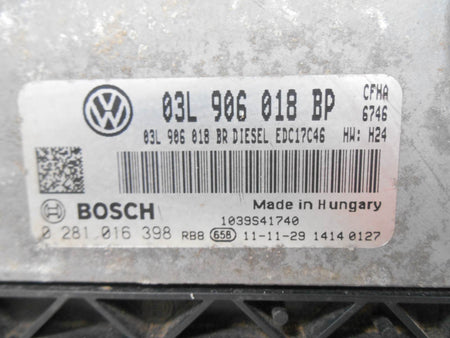 03L 906 018 BP CFHA
6746
03L 906 018 BR DIESEL EDC17C46 HW: H24
BOSCH Made in Hungary
1039S41740
0 281 016 398 RBB 658 11-11-29 1414 0127